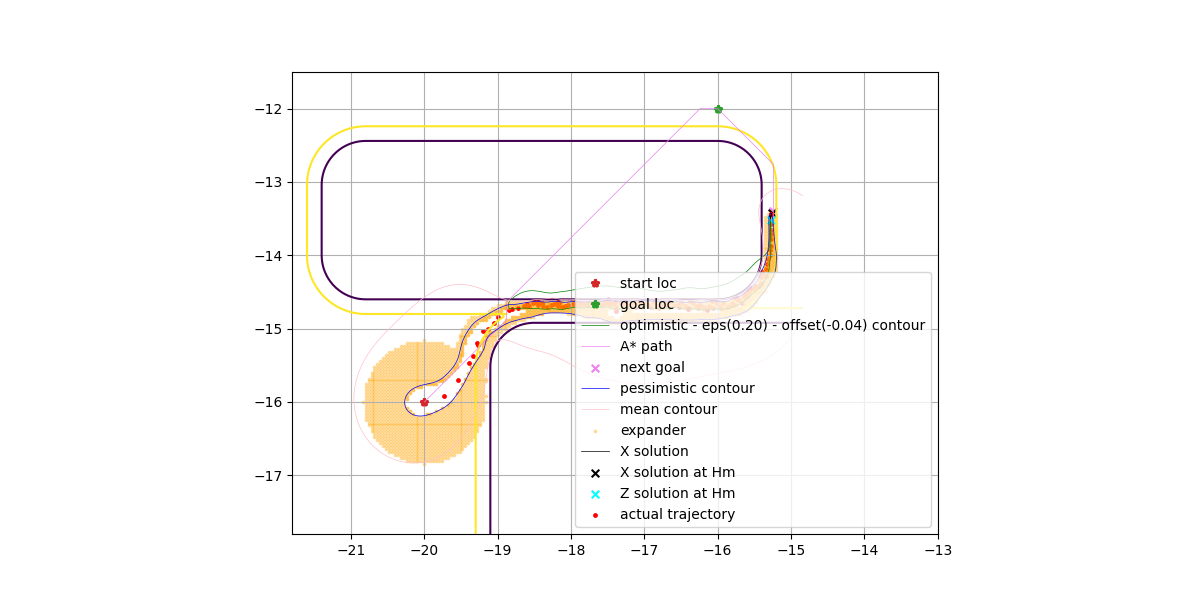 −12
−13
−14
−15
−16
−17
start loc
goal loc
optimistic - eps(0.20) - offset(-0.04) contour
A* path
next goal
pessimistic contour
mean contour
expander
X solution
X solution at Hm
Z solution at Hm
actual trajectory
−21 −20 −19 −18 −17 −16 −15 −14 −13